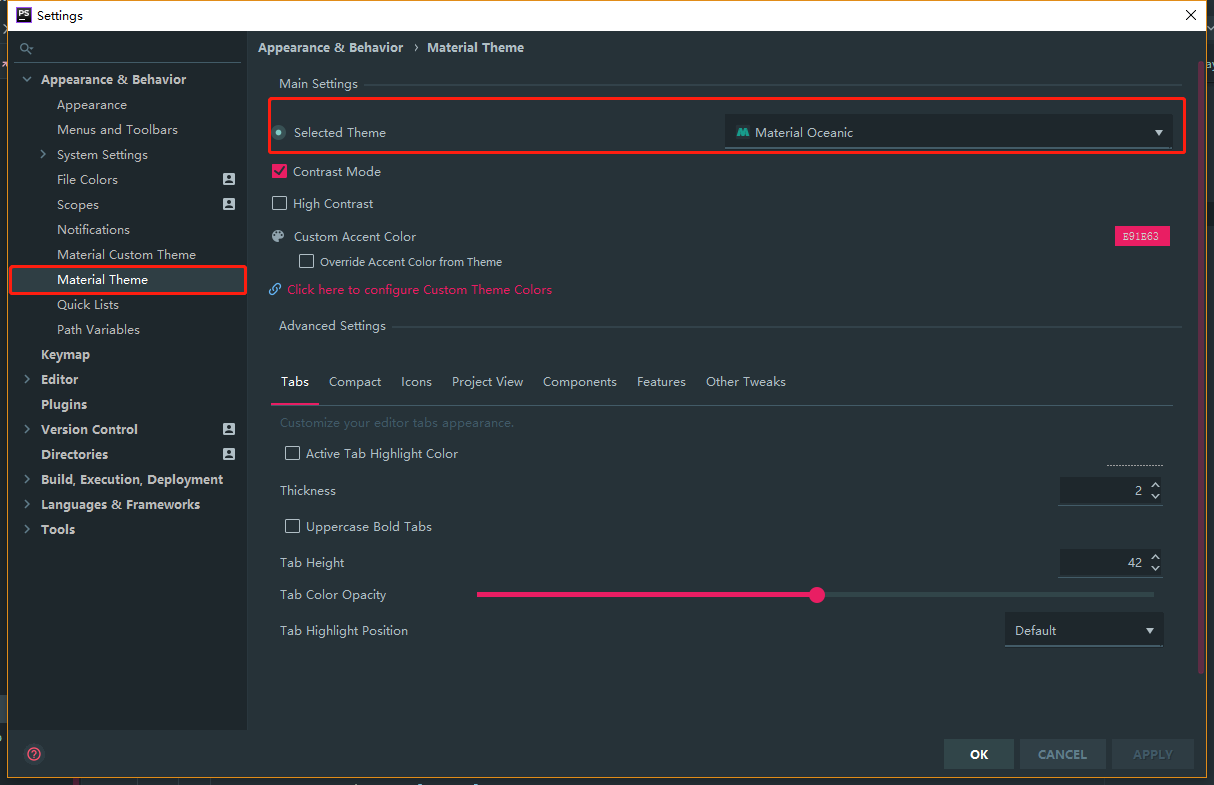 PS Settings
Appearance & Behavior › Material Theme
Appearance & Behavior
Appearance
Menus and Toolbars
System Settings
File Colors
Scopes
Notifications
Material Custom Theme
Material Theme
Quick Lists
Path Variables
Keymap
Editor
Plugins
Version Control
Directories
Build, Execution, Deployment
Languages & Frameworks
Tools
Main Settings
Selected Theme Material Oceanic
Contrast Mode
High Contrast
Custom Accent Color E91E63
Override Accent Color from Theme
Click here to configure Custom Theme Colors
Advanced Settings
Tabs Compact Icons Project View Components Features Other Tweaks
Customize your editor tabs appearance.
Active Tab Highlight Color
Thickness 2
Uppercase Bold Tabs
Tab Height 42
Tab Color Opacity
Tab Highlight Position Default
? OK CANCEL APPLY